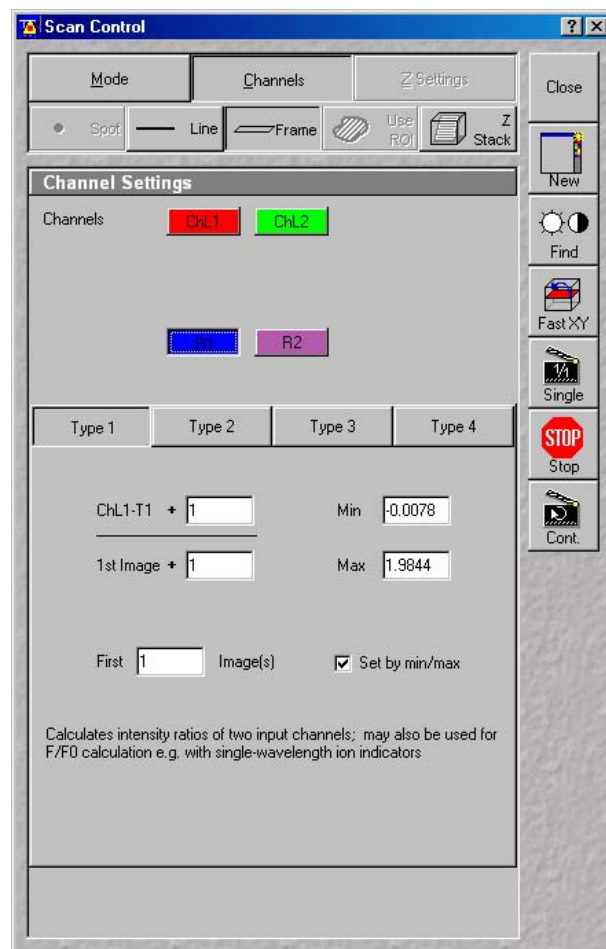 Scan Control
Mode
Channels
Z Settings
Close
Spot
Line
Frame
Use ROI
Z Stack
New
Channel Settings
Channels
ChL1
ChL2
Find
R1
R2
Fast XY
1/1
Single
Type 1
Type 2
Type 3
Type 4
STOP
Stop
ChL1-T1 + 1
Min -0.0078
Cont.
1st Image + 1
Max 1.9844
First 1 Image(s)
Set by min/max
Calculates intensity ratios of two input channels; may also be used for
F/F0 calculation e.g. with single-wavelength ion indicators